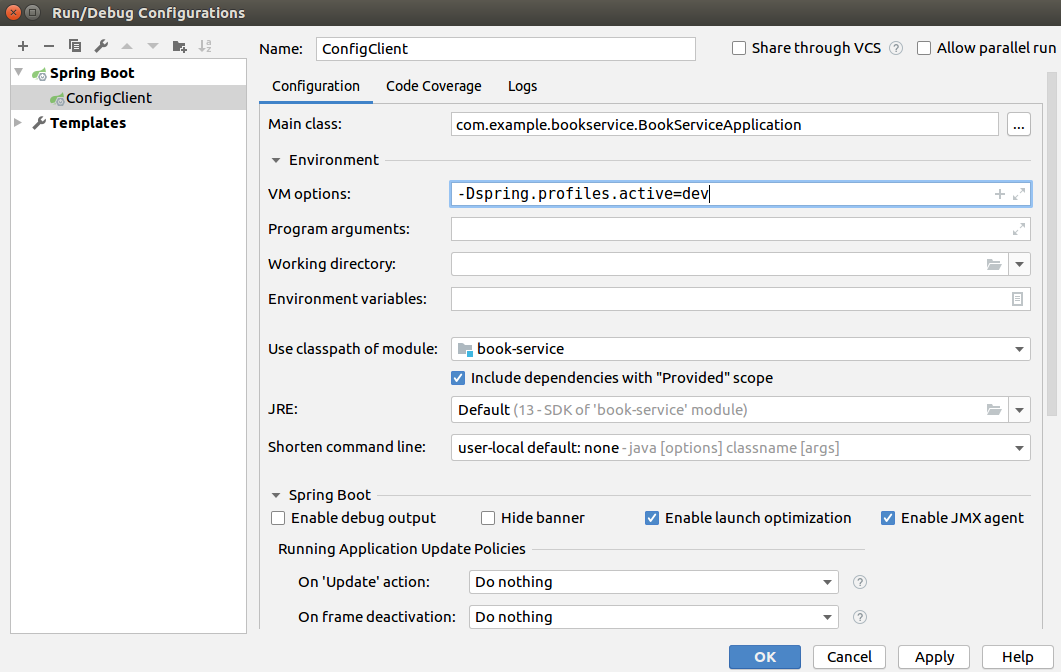 Run/Debug Configurations
Name: ConfigClient Share through VCS ? Allow parallel run
Spring Boot
ConfigClient
Templates
Configuration Code Coverage Logs
Main class: com.example.bookservice.BookServiceApplication ...
Environment
VM options: -Dspring.profiles.active=dev
Program arguments:
Working directory:
Environment variables:
Use classpath of module: book-service
Include dependencies with "Provided" scope
JRE: Default (13 - SDK of 'book-service' module)
Shorten command line: user-local default: none - java [options] classname [args]
Spring Boot
Enable debug output Hide banner Enable launch optimization Enable JMX agent
Running Application Update Policies
On 'Update' action: Do nothing ?
On frame deactivation: Do nothing ?
OK Cancel Apply Help